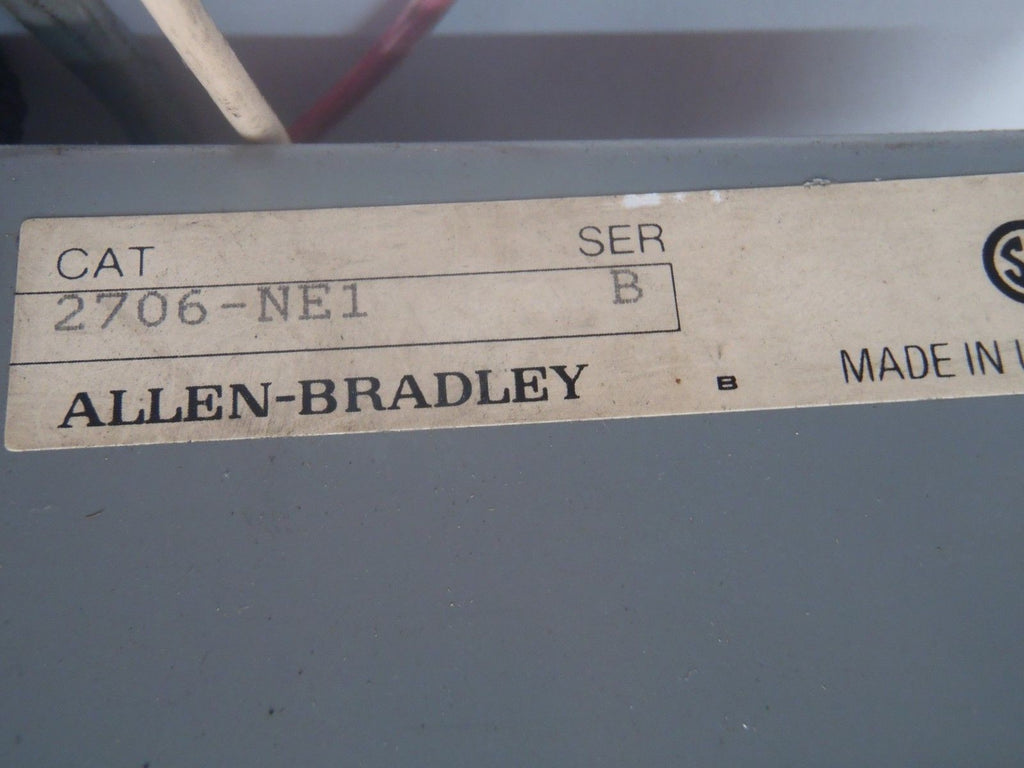 CAT SER
2706-NE1 B
ALLEN-BRADLEY B MADE IN